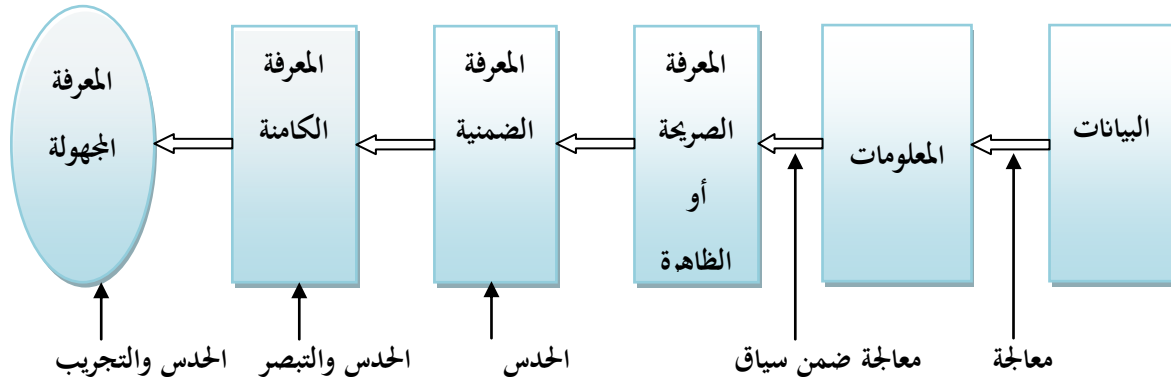 البيانات
المعلومات
المعرفة
الصريحة
أو
الظاهرة
المعرفة
الضمنية
المعرفة
الكامنة
المعرفة
المجهولة
معالجة
معالجة ضمن سياق
الحدس
الحدس والتبصر
الحدس والتجريب